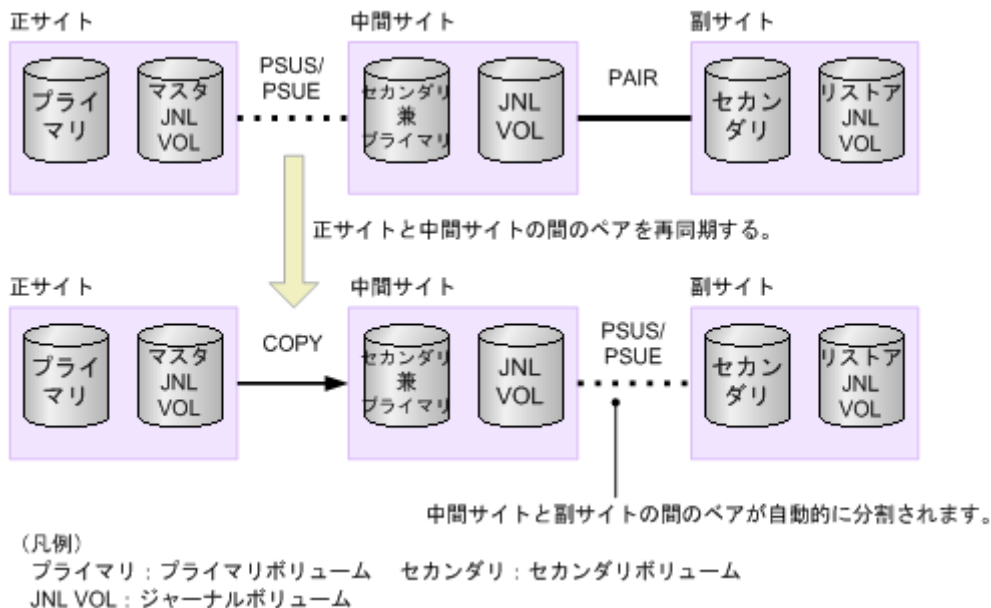 正サイト
中間サイト
副サイト
プライ
マリ
マスタ
JNL
VOL
PSUS/
PSUE
セカンダリ
兼
プライマリ
JNL
VOL
PAIR
セカン
ダリ
リストア
JNL
VOL
正サイトと中間サイトの間のペアを再同期する。
正サイト
中間サイト
副サイト
プライ
マリ
マスタ
JNL
VOL
COPY
セカンダリ
兼
プライマリ
JNL
VOL
PSUS/
PSUE
セカン
ダリ
リストア
JNL
VOL
中間サイトと副サイトの間のペアが自動的に分割されます。
（凡例）
プライマリ：プライマリボリューム　セカンダリ：セカンダリボリューム
JNL VOL：ジャーナルボリューム